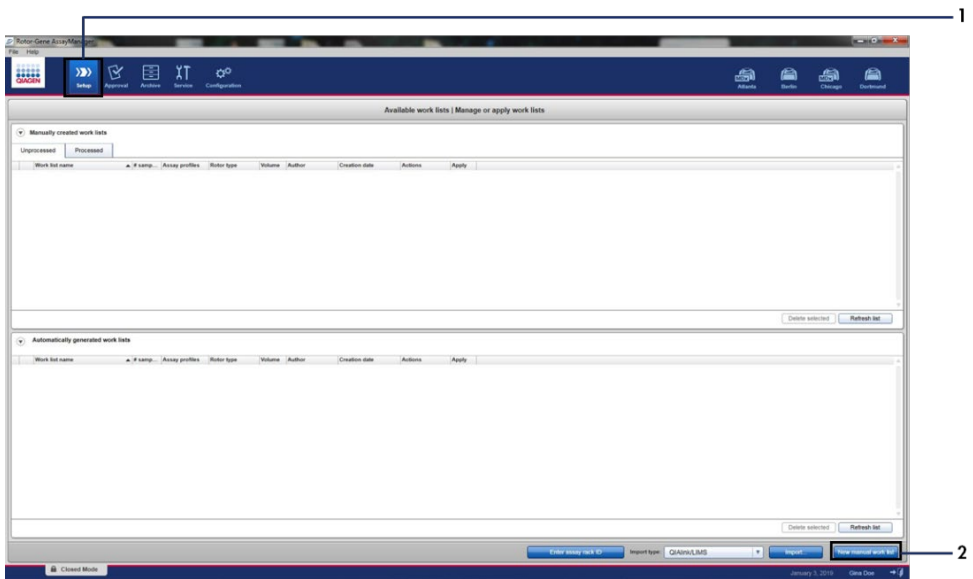 1
Rotor-Gene AssayManager
File Help
QIAGEN
Setup Approval Archive Service Configuration
Atlanta Berlin Chicago Dortmund
Available work lists | Manage or apply work lists
Manually created work lists
Unprocessed Processed
Work list name # samp... Assay profiles Rotor type Volume Author Creation date Actions Apply
Delete selected Refresh list
Automatically generated work lists
Work list name # samp... Assay profiles Rotor type Volume Author Creation date Actions Apply
Delete selected Refresh list
Enter assay rack ID Import type: QIAlink/LIMS Import... New manual work list
2
Closed Mode
January 5, 2019 Gina Doe